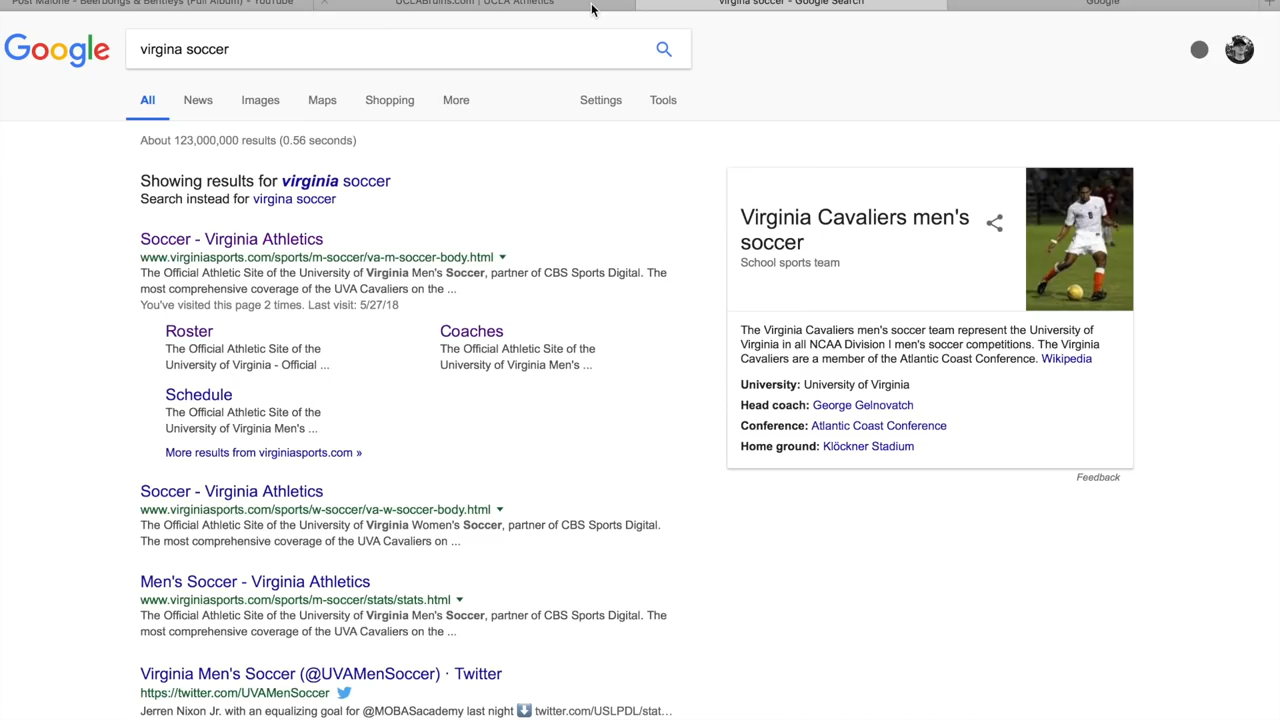 Post Malone - Beerbongs & Bentleys (Full Album) - YouTube
UCLABruins.com | UCLA Athletics
virgina soccer - Google Search
Google
Google
virgina soccer
All
News
Images
Maps
Shopping
More
Settings
Tools
About 123,000,000 results (0.56 seconds)
Showing results for virginia soccer
Search instead for virgina soccer
Soccer - Virginia Athletics
www.virginiasports.com/sports/m-soccer/va-m-soccer-body.html
The Official Athletic Site of the University of Virginia Men's Soccer, partner of CBS Sports Digital. The
most comprehensive coverage of the UVA Cavaliers on the ...
You've visited this page 2 times. Last visit: 5/27/18
Roster
The Official Athletic Site of the
University of Virginia - Official ...
Coaches
The Official Athletic Site of the
University of Virginia Men's ...
Schedule
The Official Athletic Site of the
University of Virginia Men's ...
More results from virginiasports.com »
Soccer - Virginia Athletics
www.virginiasports.com/sports/w-soccer/va-w-soccer-body.html
The Official Athletic Site of the University of Virginia Women's Soccer, partner of CBS Sports Digital.
The most comprehensive coverage of the UVA Cavaliers on ...
Men's Soccer - Virginia Athletics
www.virginiasports.com/sports/m-soccer/stats/stats.html
The Official Athletic Site of the University of Virginia Men's Soccer, partner of CBS Sports Digital. The
most comprehensive coverage of the UVA Cavaliers on the ...
Virginia Men's Soccer (@UVAMenSoccer) · Twitter
https://twitter.com/UVAMenSoccer
Jerren Nixon Jr. with an equalizing goal for @MOBASacademy last night ⬇ twitter.com/USLPDL/stat...
Virginia Cavaliers men's
soccer
School sports team
The Virginia Cavaliers men's soccer team represent the University of
Virginia in all NCAA Division I men's soccer competitions. The Virginia
Cavaliers are a member of the Atlantic Coast Conference. Wikipedia
University: University of Virginia
Head coach: George Gelnovatch
Conference: Atlantic Coast Conference
Home ground: Klöckner Stadium
Feedback